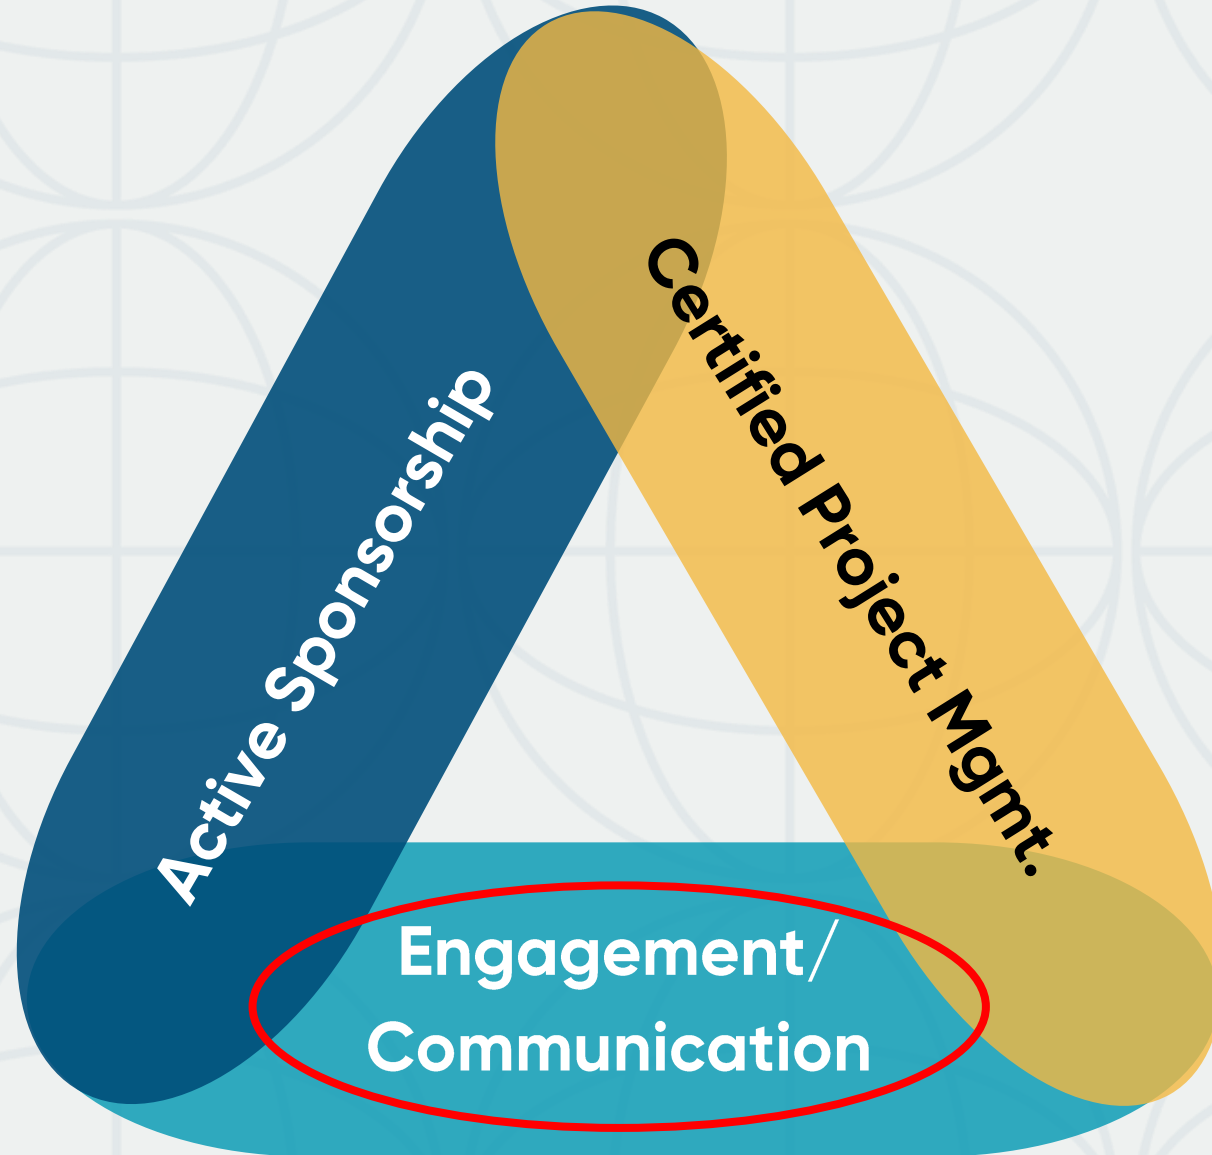 Active Sponsorship
Certified Project Mgmt.
Engagement/
Communication